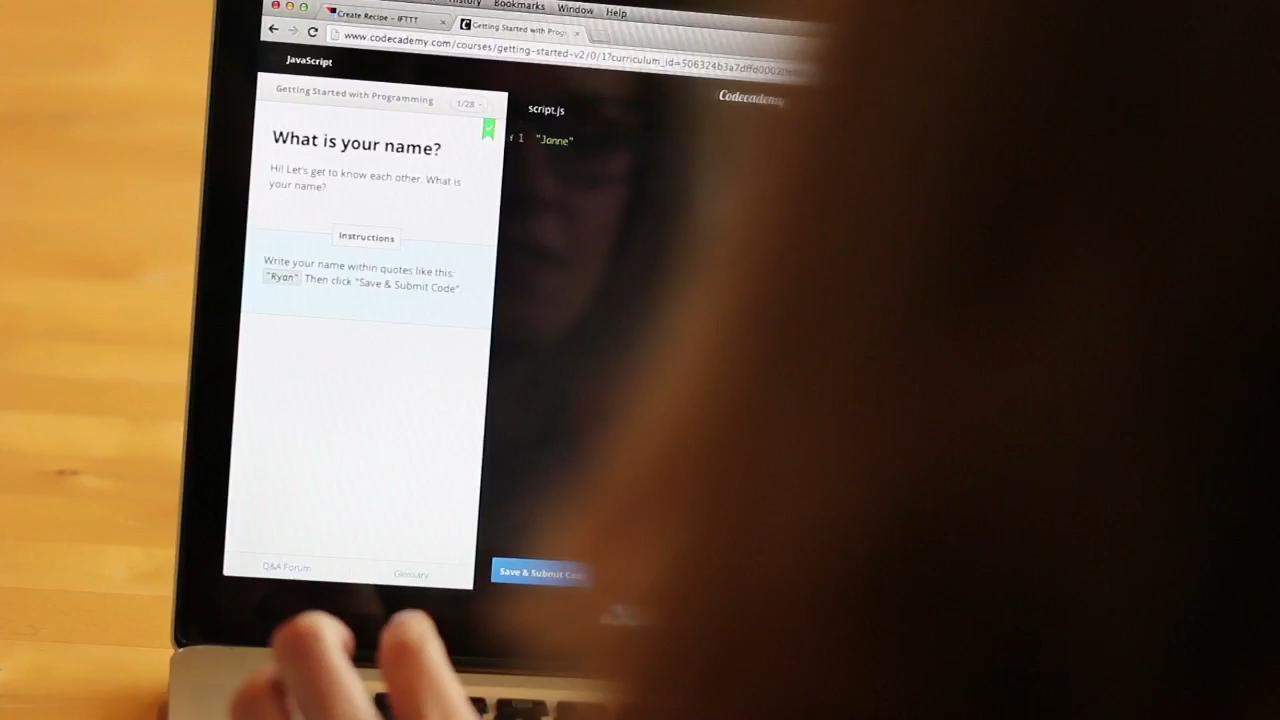 History Bookmarks Window Help
Create Recipe - IFTTT
Getting Started with Prog
www.codecademy.com/courses/getting-started-v2/0/1?curriculum_id=506324b3a7dffd0002
JavaScript
Codecademy
Getting Started with Programming 1/28
script.js
1 "Janne"
What is your name?
Hi! Let's get to know each other. What is
your name?
Instructions
Write your name within quotes like this:
"Ryan" Then click "Save & Submit Code"
Q&A Forum
Glossary
Save & Submit Code